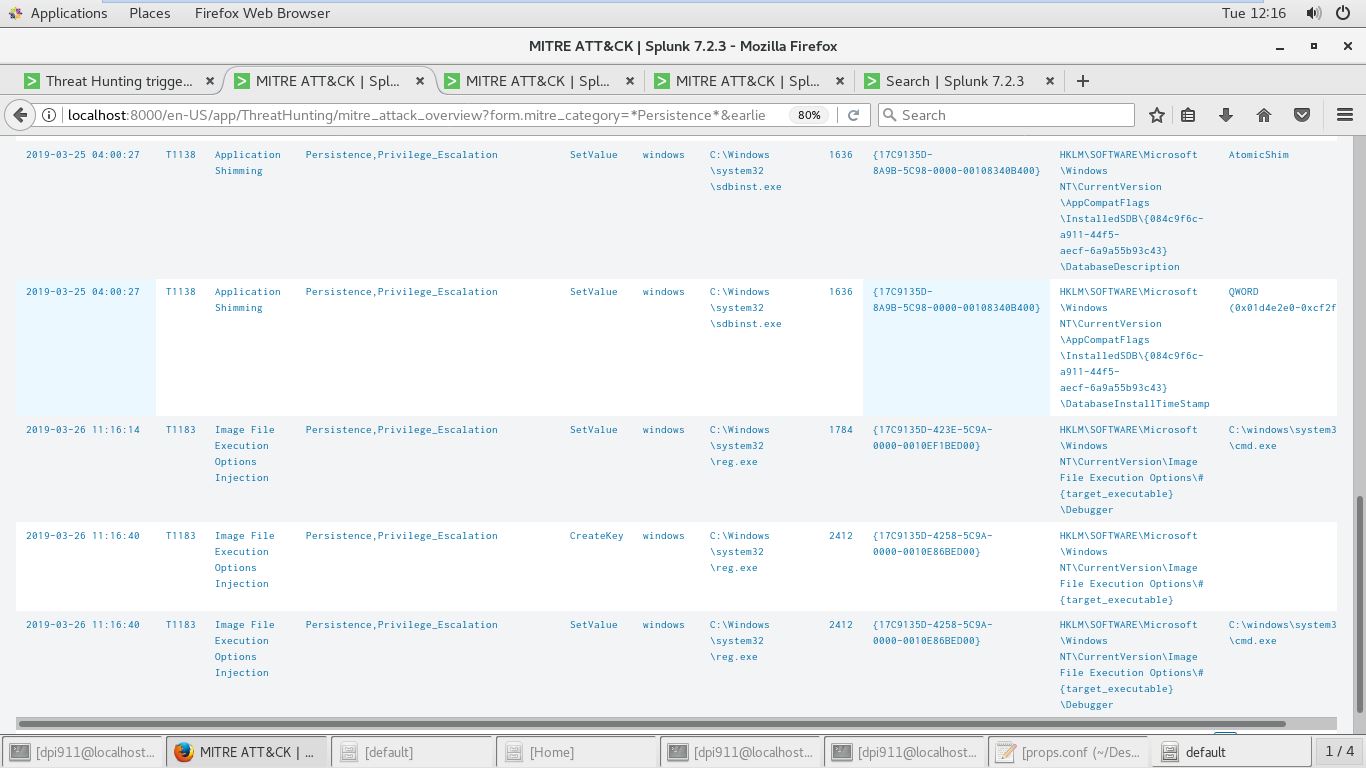 Applications Places Firefox Web Browser Tue 12:16
MITRE ATT&CK | Splunk 7.2.3 - Mozilla Firefox
Threat Hunting trigge... MITRE ATT&CK | Spl... MITRE ATT&CK | Spl... MITRE ATT&CK | Spl... Search | Splunk 7.2.3
localhost:8000/en-US/app/ThreatHunting/mitre_attack_overview?form.mitre_category=*Persistence*&earlie 80% Search
2019-03-25 04:00:27 T1138 Application Persistence,Privilege_Escalation SetValue windows C:\Windows 1636 {17C9135D- HKLM\SOFTWARE\Microsoft AtomicShim
Shimming \system32 8A9B-5C98-0000-00108340B400} \Windows
\sdbinst.exe NT\CurrentVersion
\AppCompatFlags
\InstalledSDB\{084c9f6c-
a911-44f5-
aecf-6a9a55b93c43}
\DatabaseDescription
2019-03-25 04:00:27 T1138 Application Persistence,Privilege_Escalation SetValue windows C:\Windows 1636 {17C9135D- HKLM\SOFTWARE\Microsoft QWORD
Shimming \system32 8A9B-5C98-0000-00108340B400} \Windows (0x01d4e2e0-0xcf2f
\sdbinst.exe NT\CurrentVersion
\AppCompatFlags
\InstalledSDB\{084c9f6c-
a911-44f5-
aecf-6a9a55b93c43}
\DatabaseInstallTimeStamp
2019-03-26 11:16:14 T1183 Image File Persistence,Privilege_Escalation SetValue windows C:\Windows 1784 {17C9135D-423E-5C9A- HKLM\SOFTWARE\Microsoft C:\windows\system3
Execution \system32 0000-0010EF1BED00} \Windows \cmd.exe
Options \reg.exe NT\CurrentVersion\Image
Injection File Execution Options\#
{target_executable}
\Debugger
2019-03-26 11:16:40 T1183 Image File Persistence,Privilege_Escalation CreateKey windows C:\Windows 2412 {17C9135D-4258-5C9A- HKLM\SOFTWARE\Microsoft
Execution \system32 0000-0010E86BED00} \Windows
Options \reg.exe NT\CurrentVersion\Image
Injection File Execution Options\#
{target_executable}
2019-03-26 11:16:40 T1183 Image File Persistence,Privilege_Escalation SetValue windows C:\Windows 2412 {17C9135D-4258-5C9A- HKLM\SOFTWARE\Microsoft C:\windows\system3
Execution \system32 0000-0010E86BED00} \Windows \cmd.exe
Options \reg.exe NT\CurrentVersion\Image
Injection File Execution Options\#
{target_executable}
\Debugger
[dpi911@localhost... MITRE ATT&CK | ... [default] [Home] [dpi911@localhost... [dpi911@localhost... [props.conf (~/Des... default 1 / 4